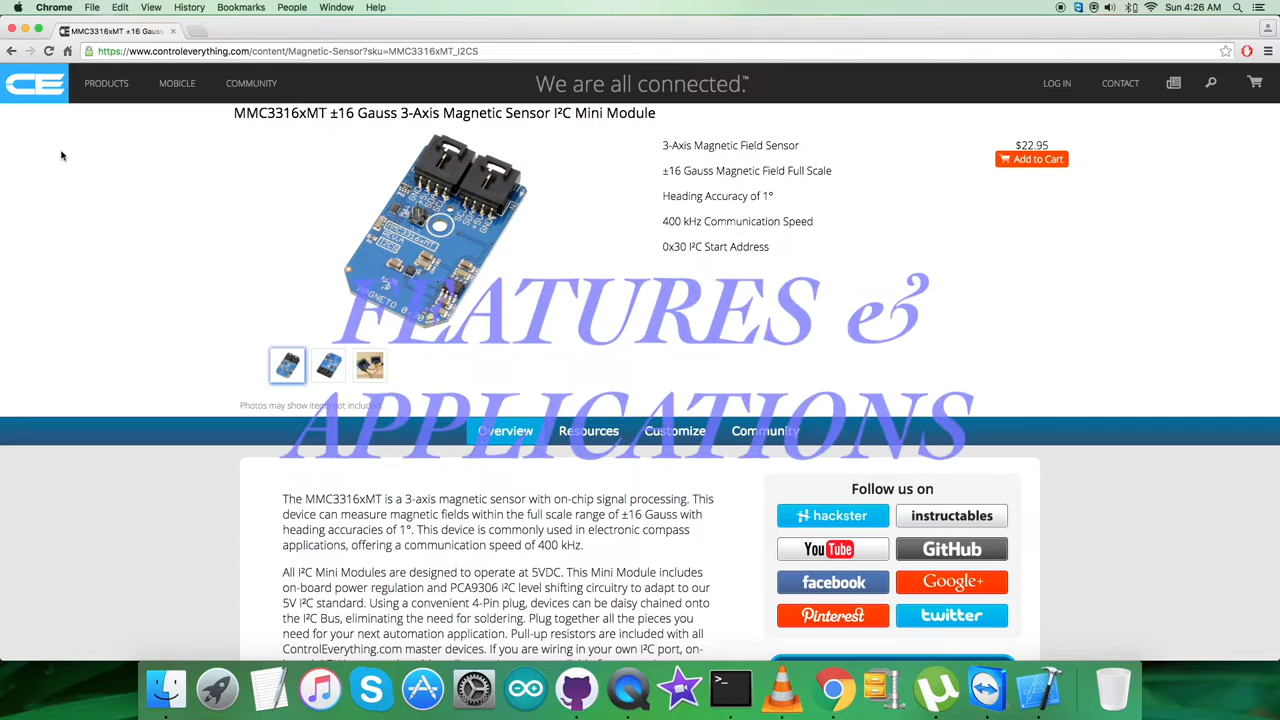 Chrome File Edit View History Bookmarks People Window Help Sun 4:26 AM
MMC3316xMT ±16 Gauss
https://www.controleverything.com/content/Magnetic-Sensor?sku=MMC3316xMT_I2CS
CE PRODUCTS MOBICLE COMMUNITY We are all connected.™ LOG IN CONTACT
MMC3316xMT ±16 Gauss 3-Axis Magnetic Sensor I²C Mini Module
3-Axis Magnetic Field Sensor
$22.95
±16 Gauss Magnetic Field Full Scale
Add to Cart
Heading Accuracy of 1°
400 kHz Communication Speed
0x30 I²C Start Address
MMC3316xMT
REV.A
I2CS
FEATURES &
APPLICATIONS
Photos may show items not included.
Overview Resources Customize Community
The MMC3316xMT is a 3-axis magnetic sensor with on-chip signal processing. This
device can measure magnetic fields within the full scale range of ±16 Gauss with
heading accuracies of 1°. This device is commonly used in electronic compass
applications, offering a communication speed of 400 kHz.
All I²C Mini Modules are designed to operate at 5VDC. This Mini Module includes
on-board power regulation and PCA9306 I²C level shifting circuitry to adapt to our
5V I²C standard. Using a convenient 4-Pin plug, devices can be daisy chained onto
the I²C Bus, eliminating the need for soldering. Plug together all the pieces you
need for your next automation application. Pull-up resistors are included with all
ControlEverything.com master devices. If you are wiring in your own I²C port, on-
Follow us on
hackster instructables
YouTube GitHub
facebook Google+
Pinterest twitter